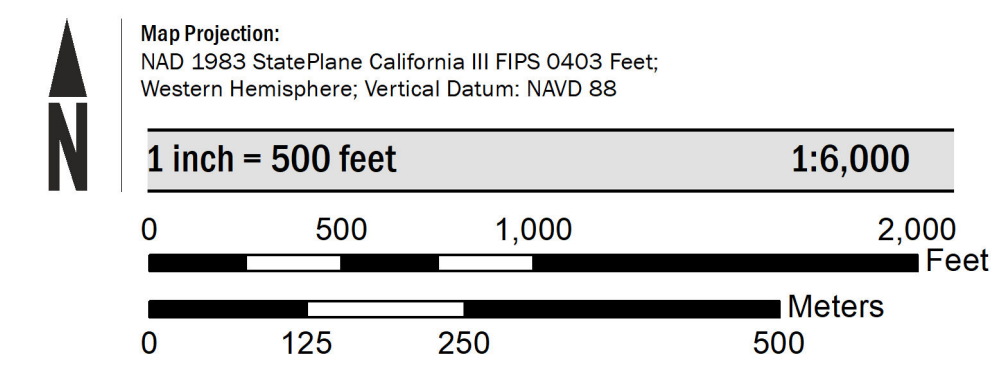 Map Projection:
NAD 1983 StatePlane California III FIPS 0403 Feet;
Western Hemisphere; Vertical Datum: NAVD 88
N
1 inch = 500 feet 1:6,000
0 500 1,000 2,000
Feet
Meters
0 125 250 500